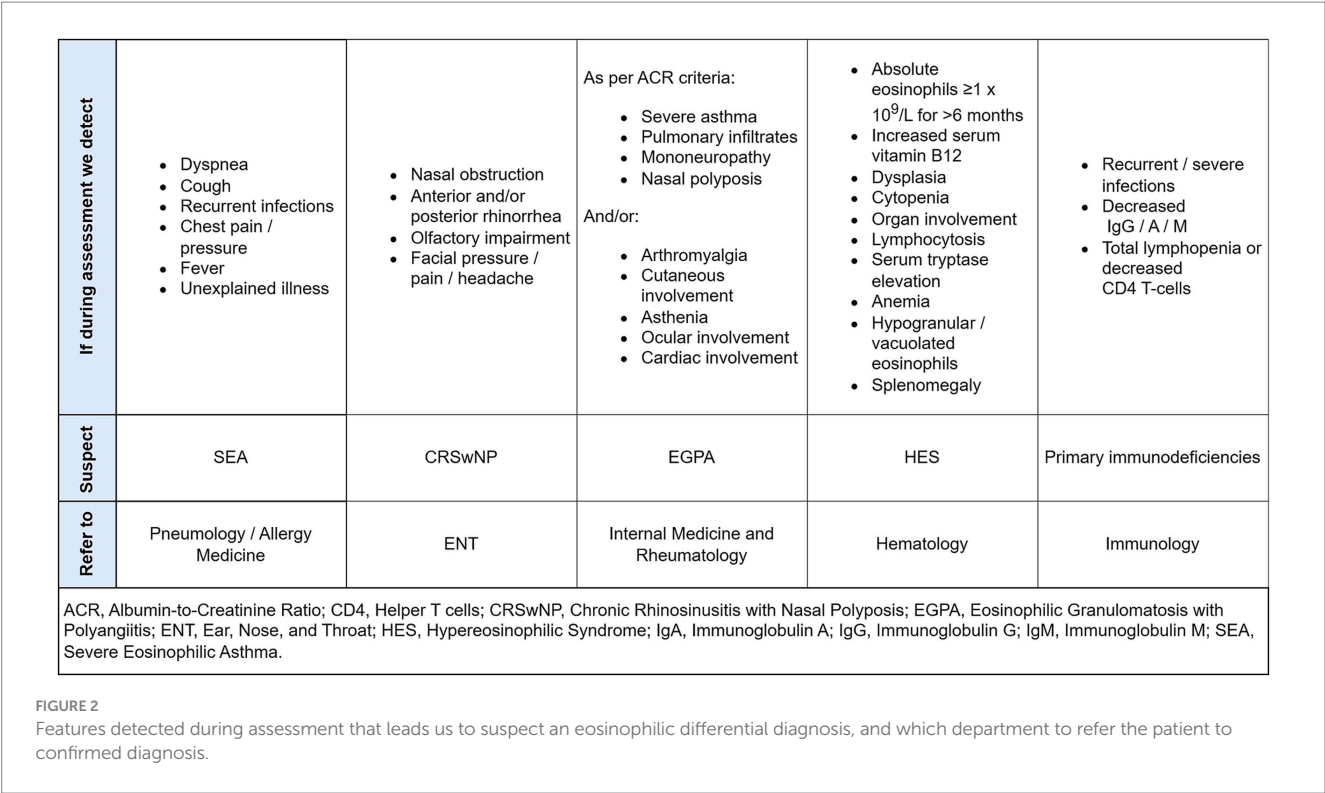 If during assessment we detect
• Dyspnea
• Cough
• Recurrent infections
• Chest pain /
pressure
• Fever
• Unexplained illness
• Nasal obstruction
• Anterior and/or
posterior rhinorrhea
• Olfactory impairment
• Facial pressure /
pain / headache
As per ACR criteria:
• Severe asthma
• Pulmonary infiltrates
• Mononeuropathy
• Nasal polyposis
And/or:
• Arthromyalgia
• Cutaneous
involvement
• Asthenia
• Ocular involvement
• Cardiac involvement
• Absolute
eosinophils ≥1 x
10⁹/L for >6 months
• Increased serum
vitamin B12
• Dysplasia
• Cytopenia
• Organ involvement
• Lymphocytosis
• Serum tryptase
elevation
• Anemia
• Hypogranular /
vacuolated
eosinophils
• Splenomegaly
• Recurrent / severe
infections
• Decreased
IgG / A / M
• Total lymphopenia or
decreased
CD4 T-cells
Suspect
SEA
CRSwNP
EGPA
HES
Primary immunodeficiencies
Refer to
Pneumology / Allergy
Medicine
ENT
Internal Medicine and
Rheumatology
Hematology
Immunology
ACR, Albumin-to-Creatinine Ratio; CD4, Helper T cells; CRSwNP, Chronic Rhinosinusitis with Nasal Polyposis; EGPA, Eosinophilic Granulomatosis with
Polyangiitis; ENT, Ear, Nose, and Throat; HES, Hypereosinophilic Syndrome; IgA, Immunoglobulin A; IgG, Immunoglobulin G; IgM, Immunoglobulin M; SEA,
Severe Eosinophilic Asthma.
FIGURE 2
Features detected during assessment that leads us to suspect an eosinophilic differential diagnosis, and which department to refer the patient to
confirmed diagnosis.